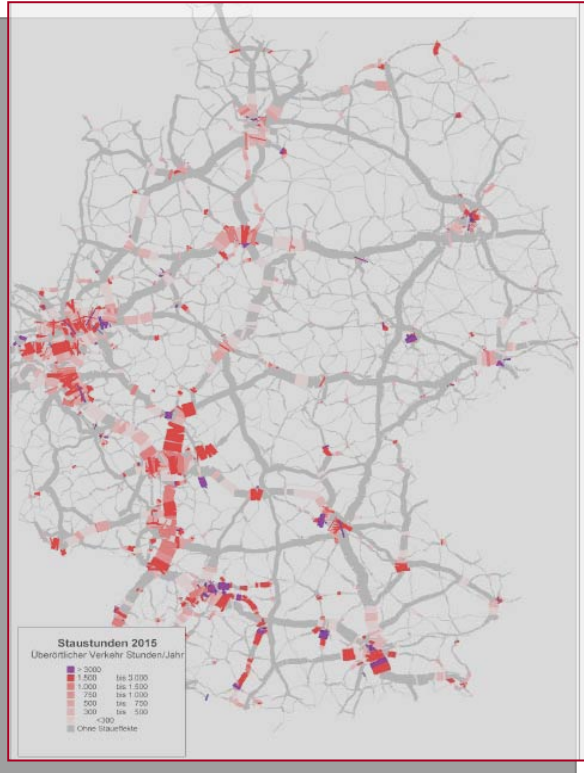 Staustunden 2015
Überörtlicher Verkehr Stunden/Jahr
> 3000
1.500 bis 3.000
1.000 bis 1.500
750 bis 1.000
500 bis 750
300 bis 500
<300
Ohne Staueffekte